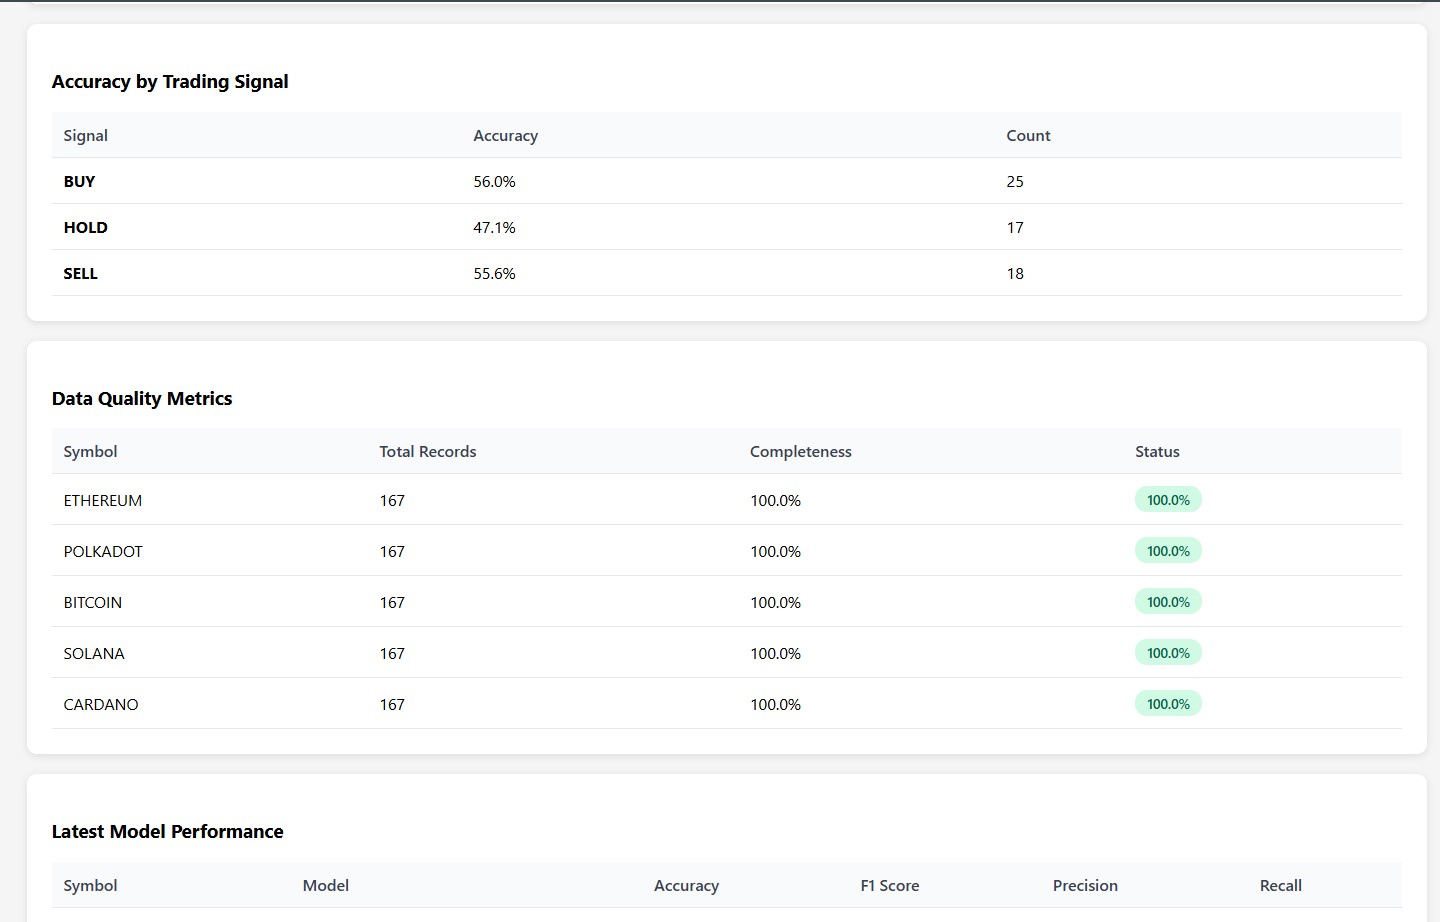 Accuracy by Trading Signal
Signal Accuracy Count
BUY 56.0% 25
HOLD 47.1% 17
SELL 55.6% 18
Data Quality Metrics
Symbol Total Records Completeness Status
ETHEREUM 167 100.0% 100.0%
POLKADOT 167 100.0% 100.0%
BITCOIN 167 100.0% 100.0%
SOLANA 167 100.0% 100.0%
CARDANO 167 100.0% 100.0%
Latest Model Performance
Symbol Model Accuracy F1 Score Precision Recall